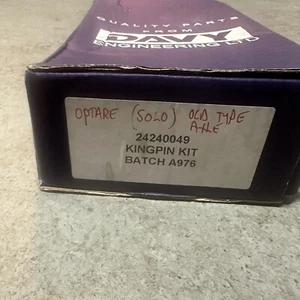 QUALITY PARTS
FROM
DAVY
ENGINEERING LTD
OPTARE (SOLO) OLD TYPE
AXLE
24240049
KINGPIN KIT
BATCH A976